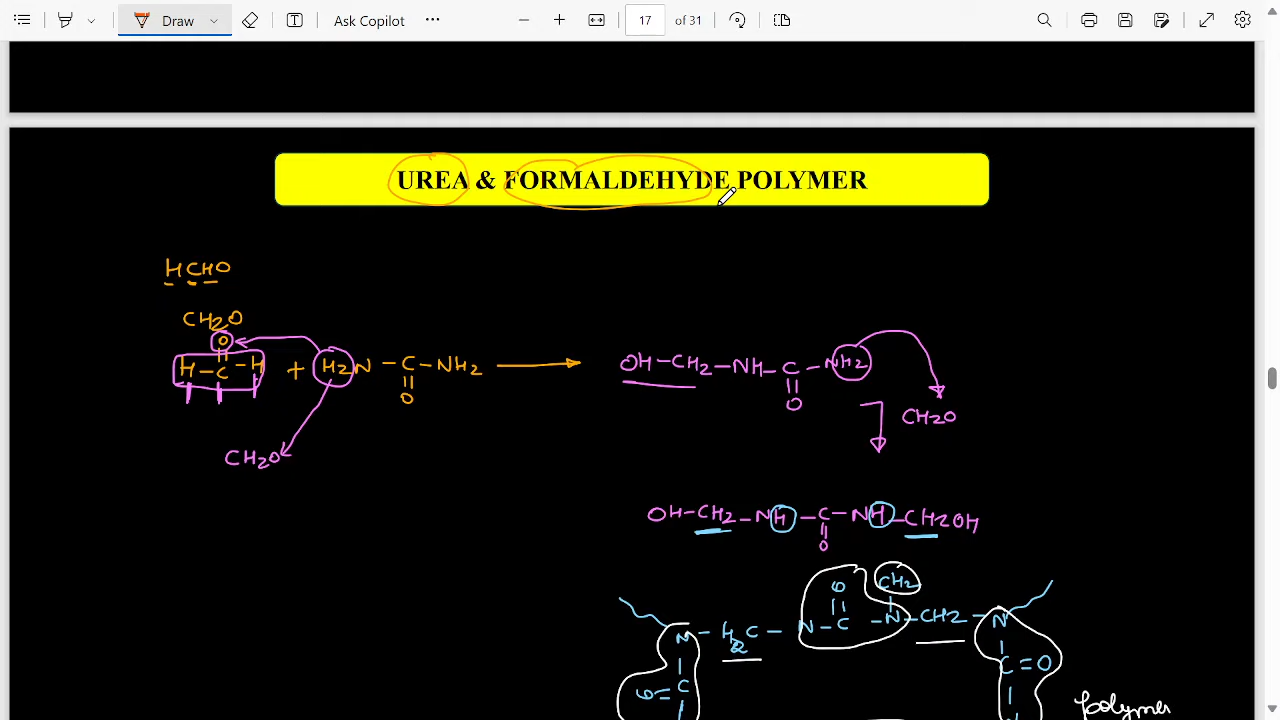 Draw Ask Copilot 17 of 31
UREA & FORMALDEHYDE POLYMER
HCHO
CH2O
O
H - C - H + H2N - C - NH2 → OH - CH2 - NH - C - NH2
O O
CH2O
CH2O
OH - CH2 - NH - C - NH - CH2OH
O
O CH2
N - H2C - N - C - N - CH2 - N
C = O
O = C
polymer